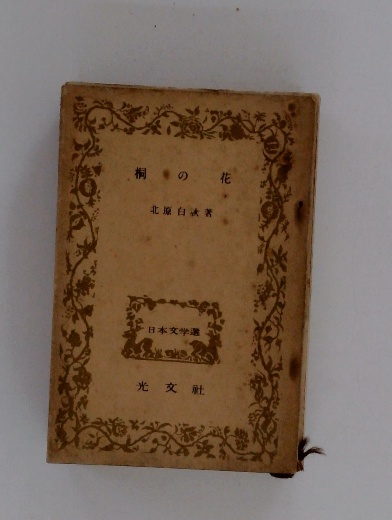 桐の花
北原白秋著
日本文学選
光文社